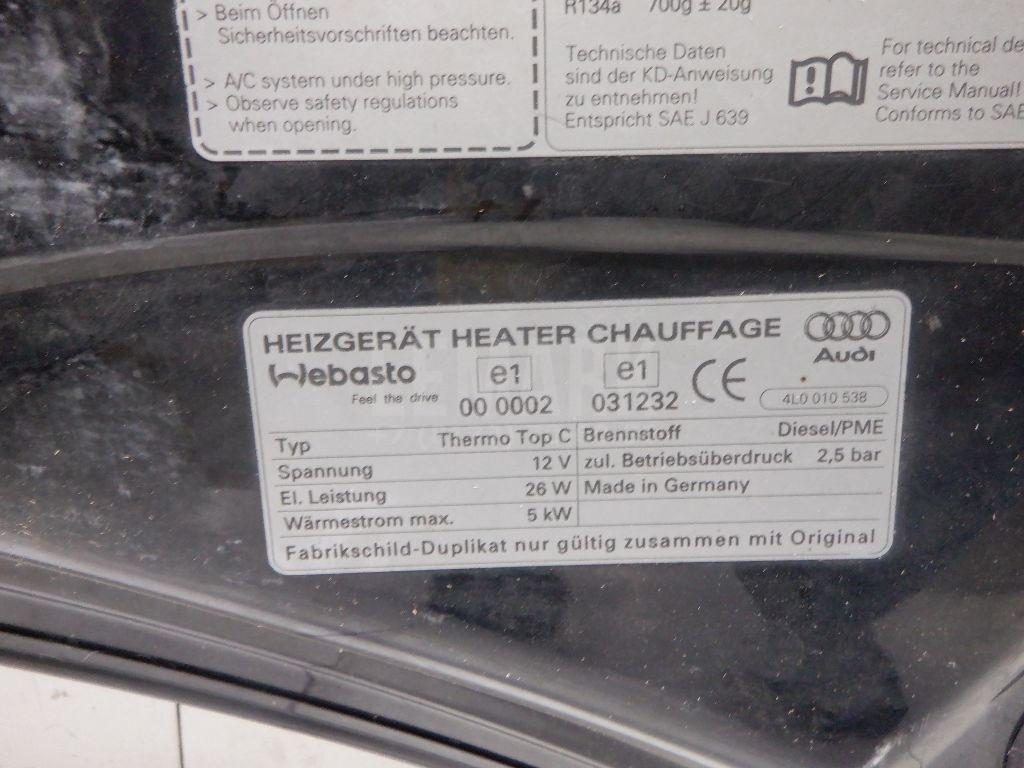 > Beim Öffnen
Sicherheitsvorschriften beachten.
> A/C system under high pressure.
> Observe safety regulations
when opening.
R134a 700g ± 20g
Technische Daten
sind der KD-Anweisung
zu entnehmen!
Entspricht SAE J 639
For technical de
refer to the
Service Manual!
Conforms to SAE
HEIZGERÄT HEATER CHAUFFAGE
Audi
Webasto
Feel the drive
e1
00 0002
e1
031232
CE
4L0 010 538
Typ Thermo Top C
Spannung 12 V
El. Leistung 26 W
Wärmestrom max. 5 kW
Brennstoff Diesel/PME
zul. Betriebsüberdruck 2,5 bar
Made in Germany
Fabrikschild-Duplikat nur gültig zusammen mit Original